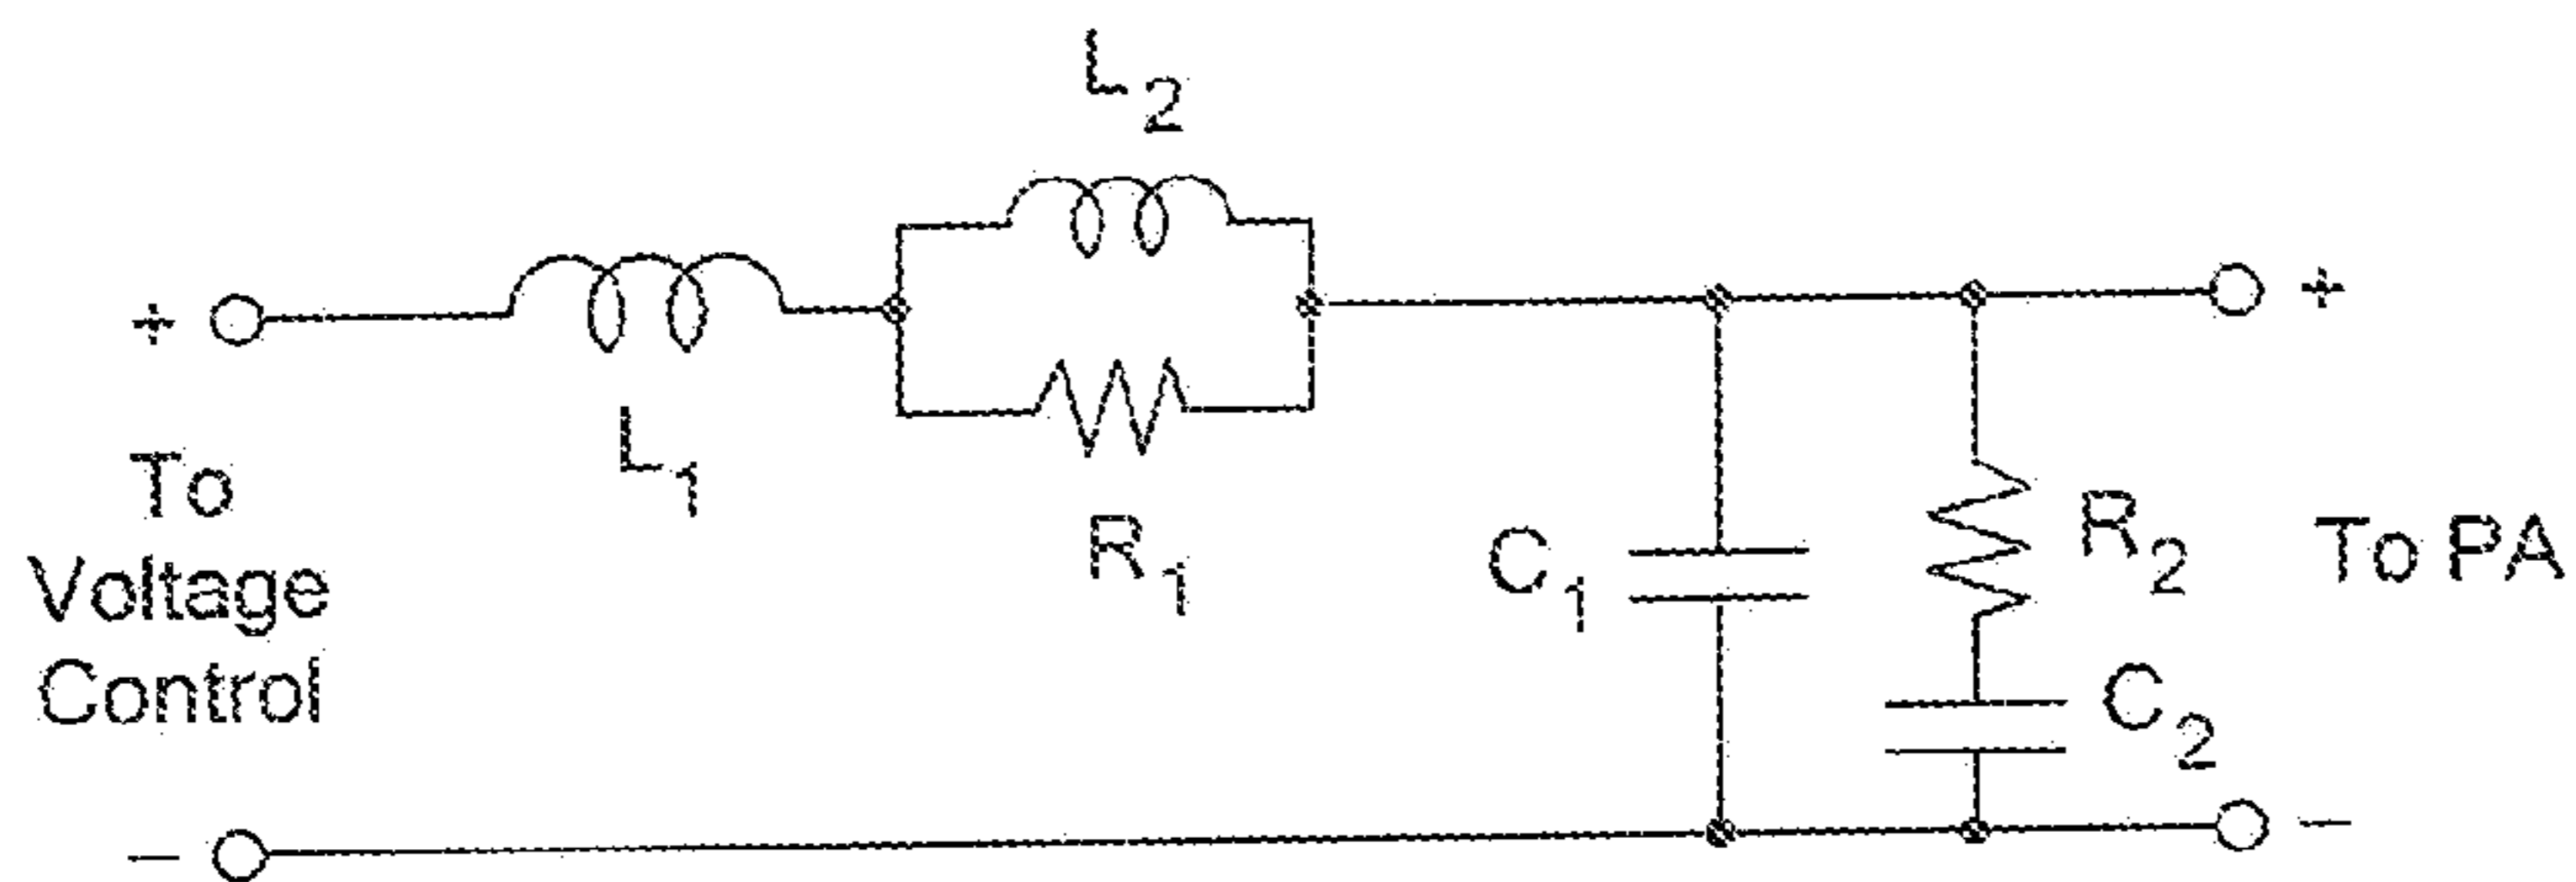 L2
+
+
L1
To
Voltage
Control
R1
C1
R2
To PA
C2
−
−